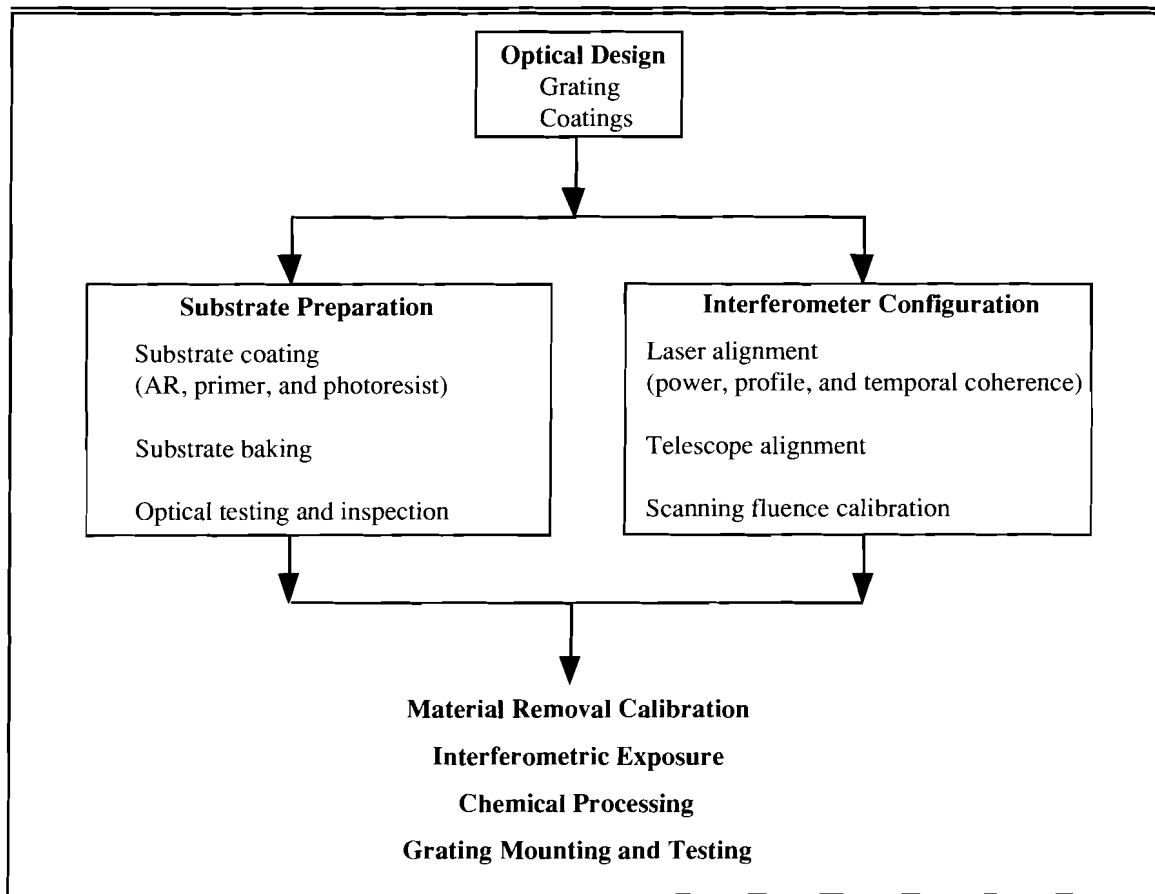 Optical Design
Grating
Coatings
Substrate Preparation
Substrate coating
(AR, primer, and photoresist)
Substrate baking
Optical testing and inspection
Interferometer Configuration
Laser alignment
(power, profile, and temporal coherence)
Telescope alignment
Scanning fluence calibration
Material Removal Calibration
Interferometric Exposure
Chemical Processing
Grating Mounting and Testing